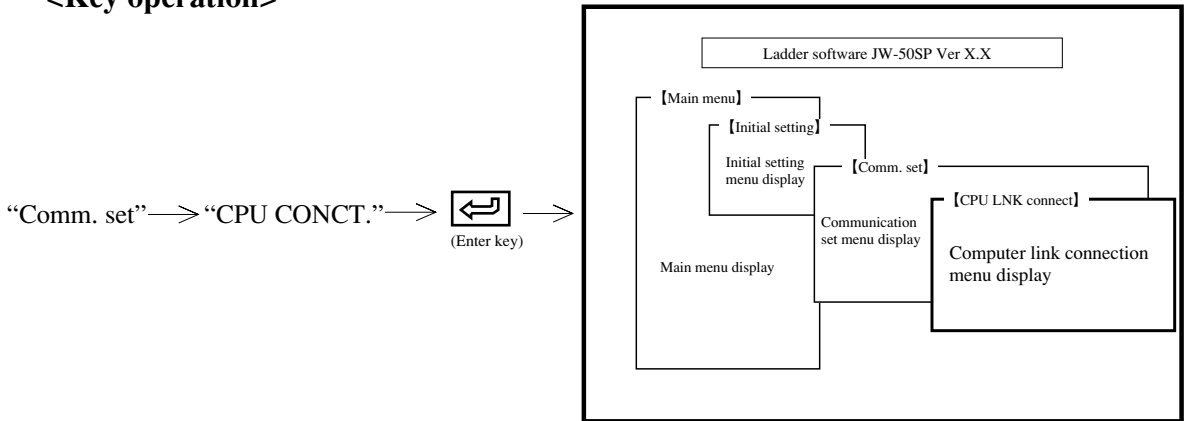 <Key operation>
“Comm. set” “CPU CONCT.”
(Enter key)
Ladder software JW-50SP Ver X.X
【Main menu】
【Initial setting】
Initial setting
menu display
【Comm. set】
Communication
set menu display
【CPU LNK connect】
Computer link connection
menu display
Main menu display